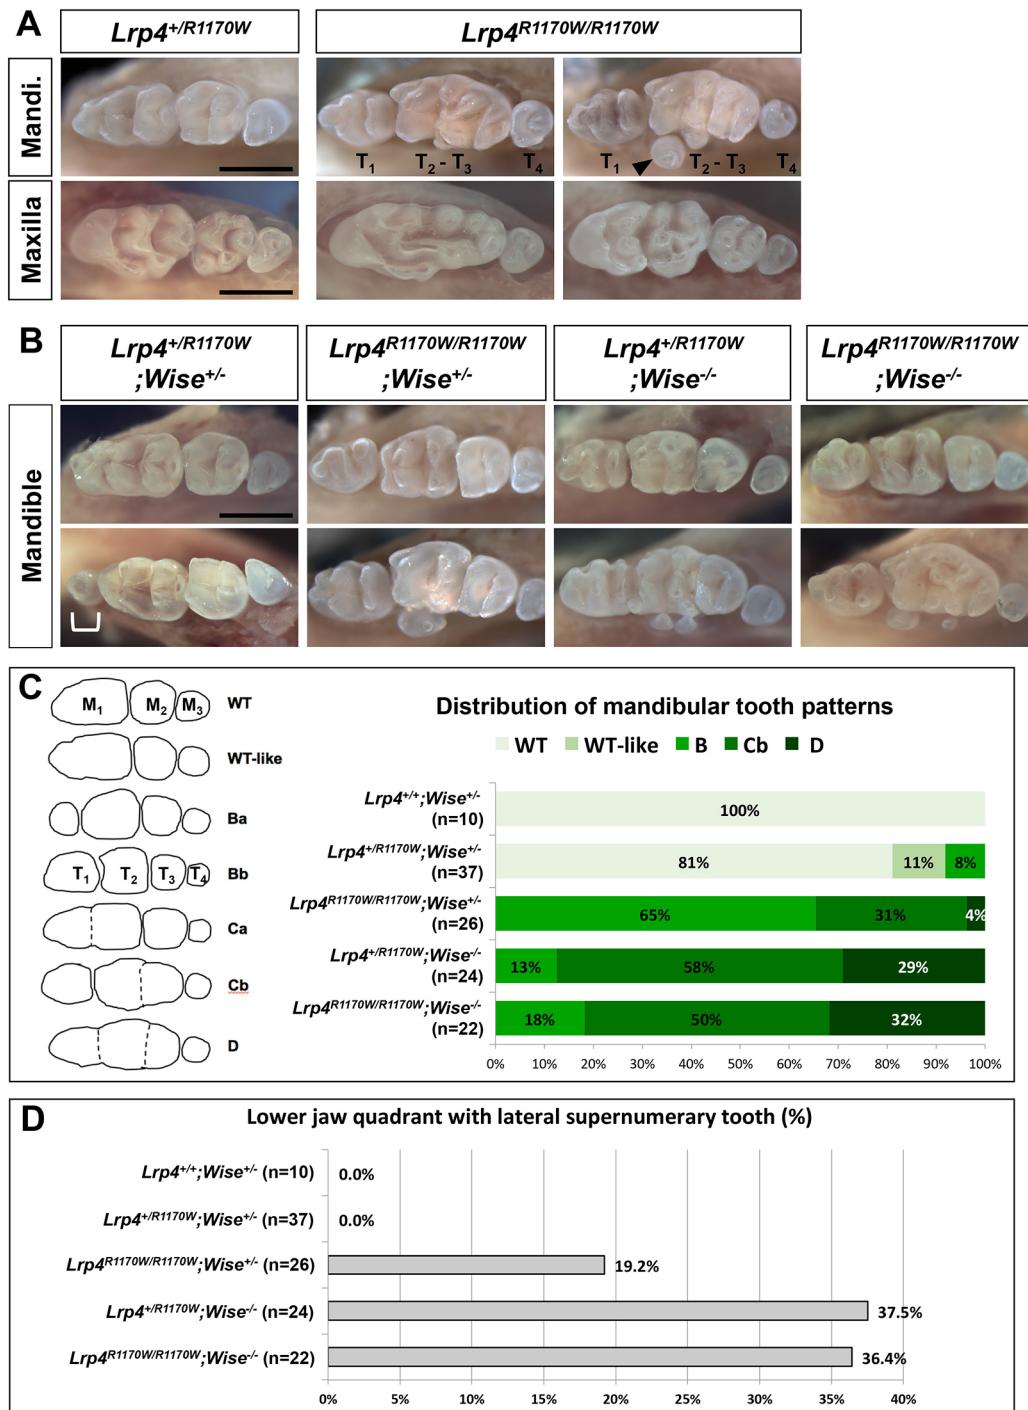 A
Lrp4+/R1170W
Lrp4R1170W/R1170W
Mandi.
T1
T2 - T3
T4
T1
T2 - T3
T4
Maxilla
B
Lrp4+/R1170W
;Wise+/-
Lrp4R1170W/R1170W
;Wise+/-
Lrp4+/R1170W
;Wise-/-
Lrp4R1170W/R1170W
;Wise-/-
Mandible
C
M1 M2 M3 WT
WT-like
Ba
T1 T2 T3 T4 Bb
Ca
Cb
D
Distribution of mandibular tooth patterns
WT WT-like B Cb D
Lrp4+/+;Wise+/-
(n=10)
100%
Lrp4+/R1170W;Wise+/-
(n=37)
81% 11% 8%
Lrp4R1170W/R1170W;Wise+/-
(n=26)
65% 31% 4%
Lrp4+/R1170W;Wise-/-
(n=24)
13% 58% 29%
Lrp4R1170W/R1170W;Wise-/-
(n=22)
18% 50% 32%
0% 10% 20% 30% 40% 50% 60% 70% 80% 90% 100%
D
Lower jaw quadrant with lateral supernumerary tooth (%)
Lrp4+/+;Wise+/- (n=10) 0.0%
Lrp4+/R1170W;Wise+/- (n=37) 0.0%
Lrp4R1170W/R1170W;Wise+/- (n=26) 19.2%
Lrp4+/R1170W;Wise-/- (n=24) 37.5%
Lrp4R1170W/R1170W;Wise-/- (n=22) 36.4%
0% 5% 10% 15% 20% 25% 30% 35% 40%